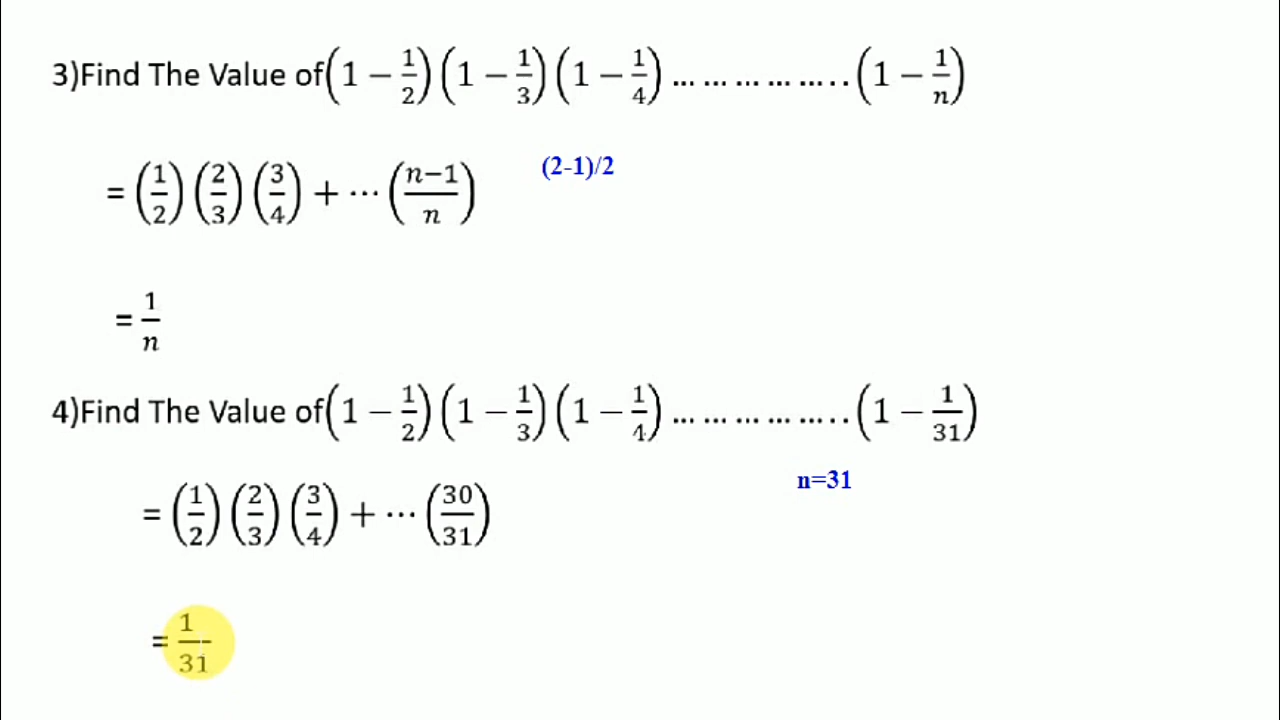 3)Find The Value of(1 − 1/2)(1 − 1/3)(1 − 1/4)… … … … … . .(1 − 1/n)
= (1/2)(2/3)(3/4) + ⋯ ((n−1)/n) (2-1)/2
= 1/n
4)Find The Value of(1 − 1/2)(1 − 1/3)(1 − 1/4)… … … … … . .(1 − 1/31)
n=31
= (1/2)(2/3)(3/4) + ⋯ (30/31)
= 1/31